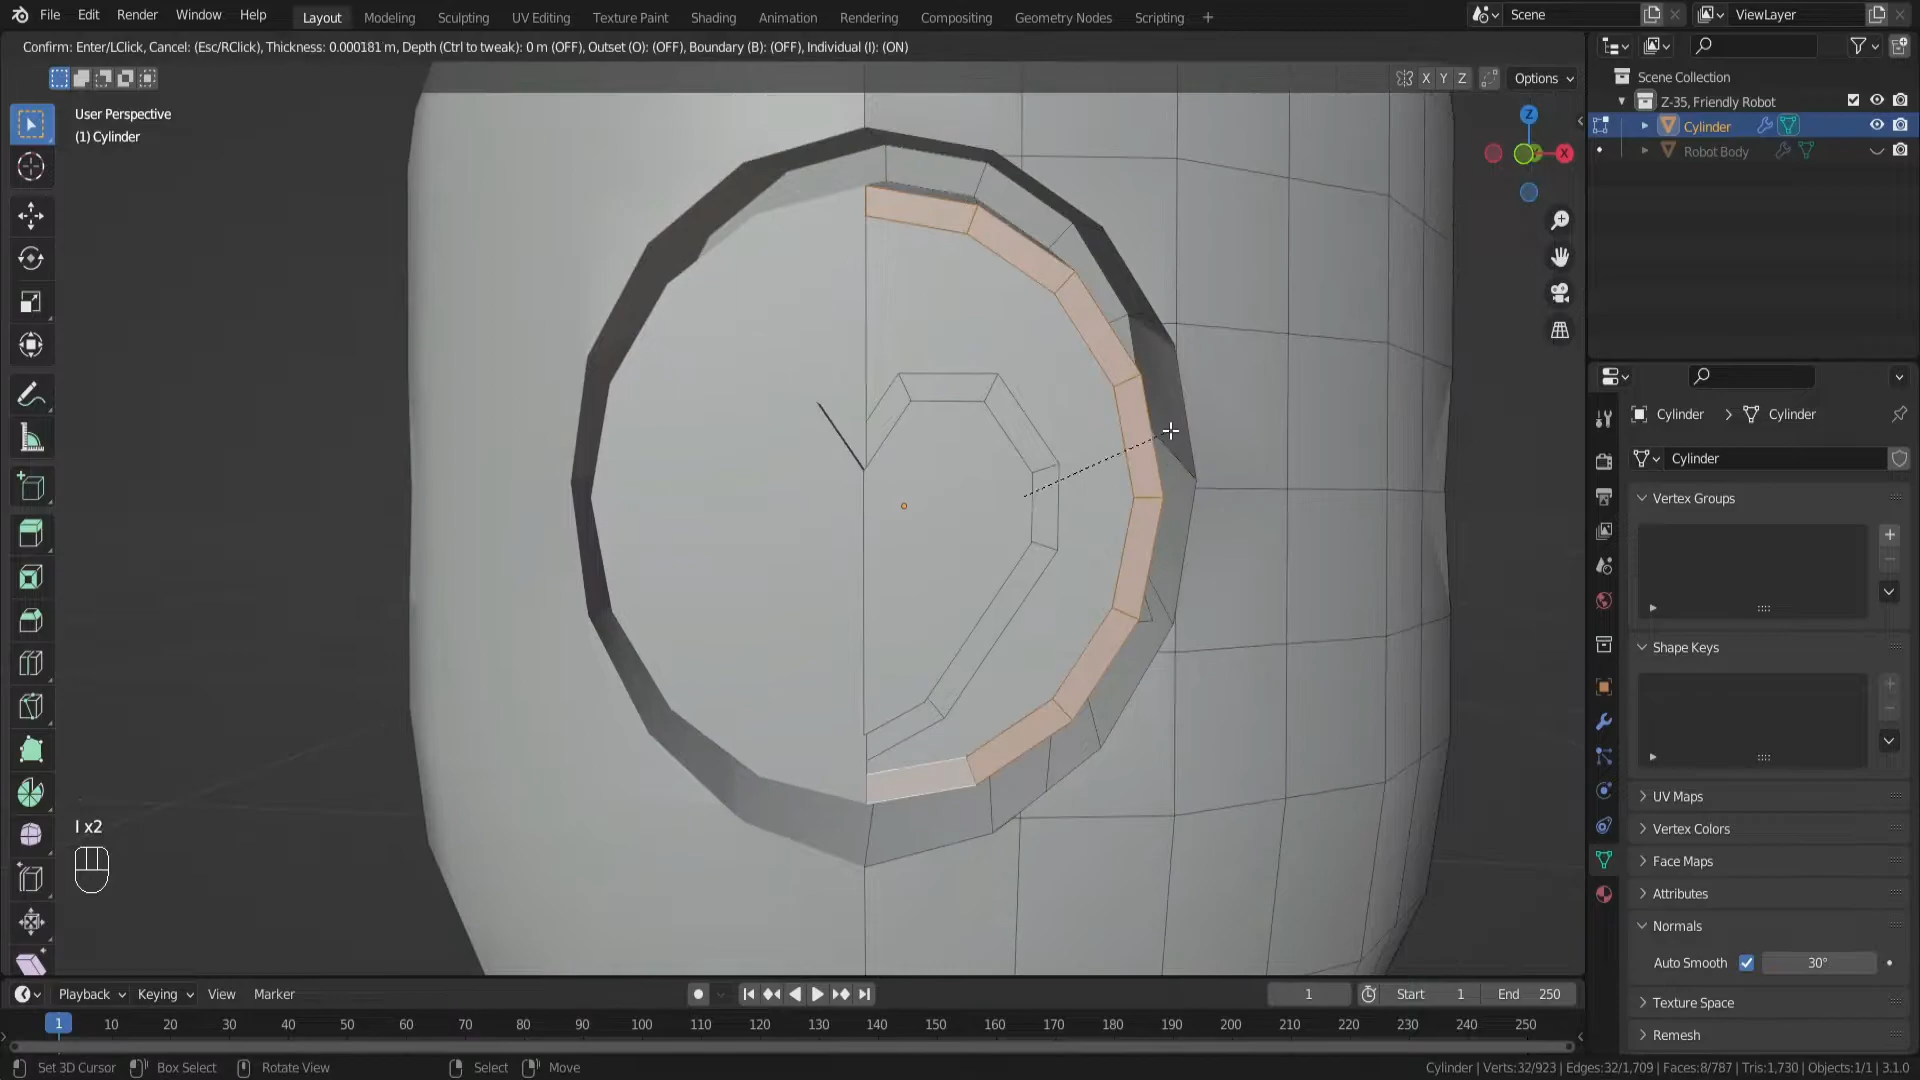 File Edit Render Window Help Layout Modeling Sculpting UV Editing Texture Paint Shading Animation Rendering Compositing Geometry Nodes Scripting + Scene ViewLayer
Confirm: Enter/LClick, Cancel: (Esc/RClick), Thickness: 0.000181 m, Depth (Ctrl to tweak): 0 m (OFF), Outset (O): (OFF), Boundary (B): (OFF), Individual (I): (ON)
X Y Z Options
Scene Collection
Z-35, Friendly Robot
Cylinder
Robot Body
User Perspective
(1) Cylinder
Z
X
Cylinder > Cylinder
Cylinder
Vertex Groups
Shape Keys
UV Maps
Vertex Colors
Face Maps
Attributes
Normals
Auto Smooth 30°
Texture Space
Remesh
I x2
Playback Keying View Marker 1 Start 1 End 250
1 10 20 30 40 50 60 70 80 90 100 110 120 130 140 150 160 170 180 190 200 210 220 230 240 250
Set 3D Cursor Box Select Rotate View Select Move Cylinder | Verts:32/923 | Edges:32/1,709 | Faces:8/787 | Tris:1,730 | Objects:1/1 | 3.1.0